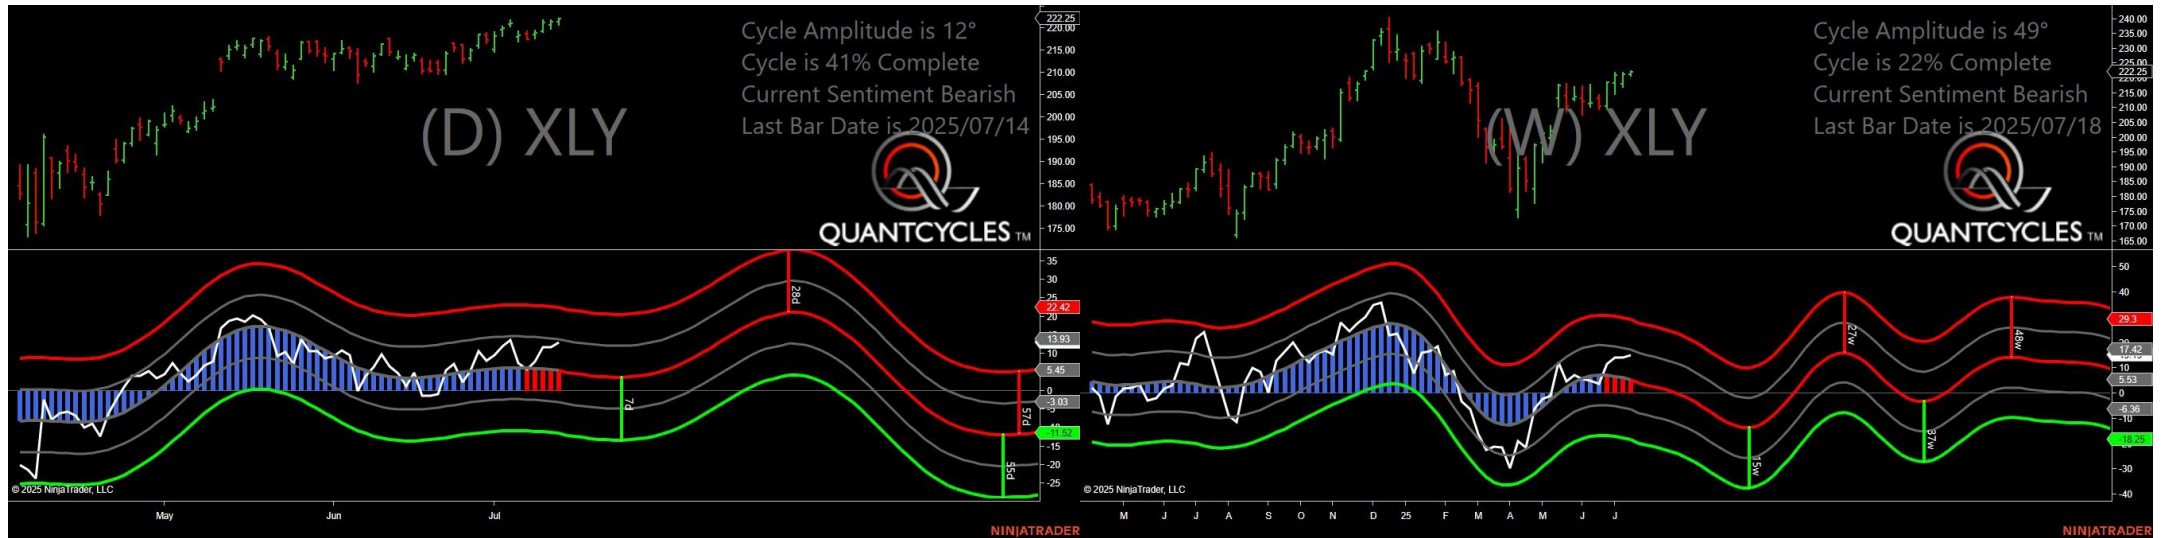 Cycle Amplitude is 12°
Cycle is 41% Complete
Current Sentiment Bearish
Last Bar Date is 2025/07/14
(D) XLY
QUANTCYCLES TM
222.25
220.00
215.00
210.00
205.00
200.00
195.00
190.00
185.00
180.00
175.00
35
30
25
22.42
20
13.93
10
5.45
0
-3.03
-11.52
-15
-20
-25
28d
7d
57d
55d
© 2025 NinjaTrader, LLC
May Jun Jul
NINJATRADER
Cycle Amplitude is 49°
Cycle is 22% Complete
Current Sentiment Bearish
Last Bar Date is 2025/07/18
(W) XLY
QUANTCYCLES TM
240.00
235.00
230.00
225.00
222.25
215.00
210.00
205.00
200.00
195.00
190.00
185.00
180.00
175.00
170.00
165.00
50
40
29.3
17.42
10
5.53
0
-6.36
-18.25
-30
-40
27w
48w
15w
37w
© 2025 NinjaTrader, LLC
M J J A S O N D 25 F M A M J J
NINJATRADER